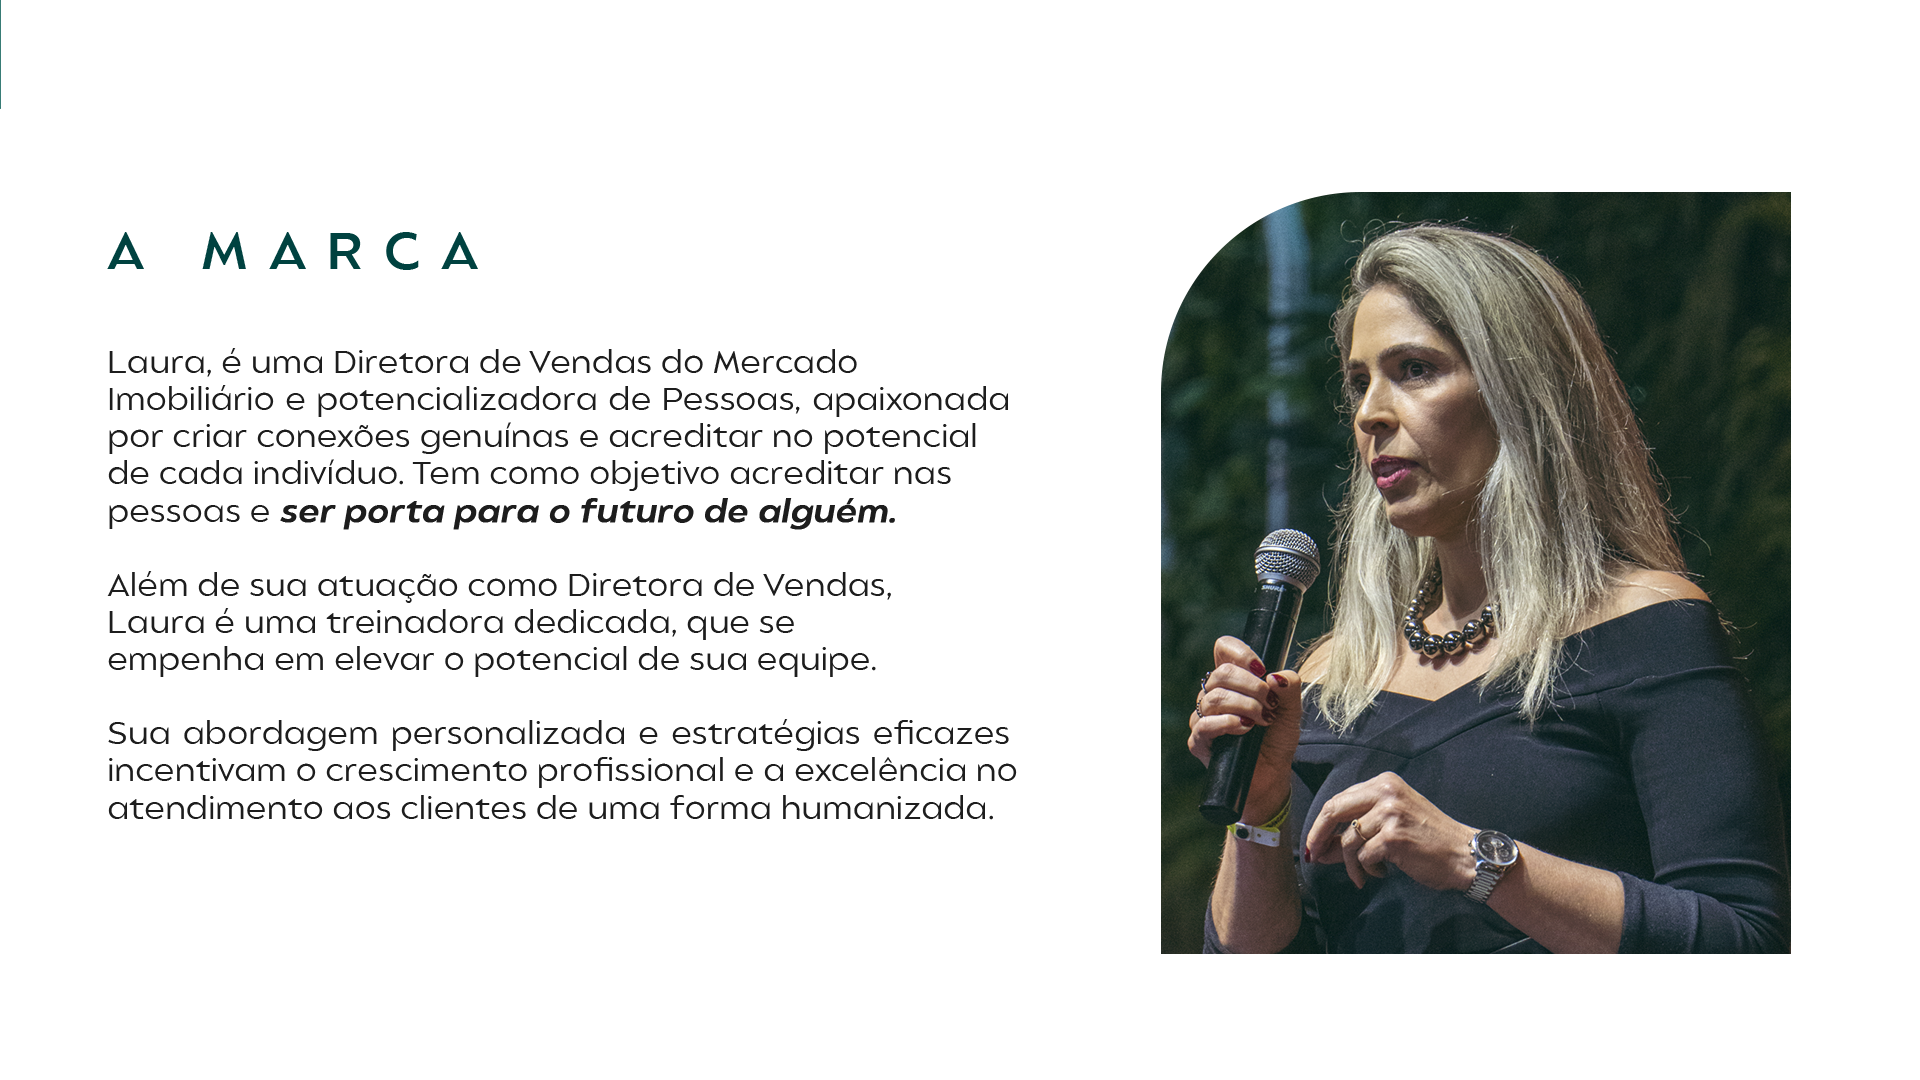 A MARCA
Laura, é uma Diretora de Vendas do Mercado
Imobiliário e potencializadora de Pessoas, apaixonada
por criar conexões genuínas e acreditar no potencial
de cada indivíduo. Tem como objetivo acreditar nas
pessoas e ser porta para o futuro de alguém.
Além de sua atuação como Diretora de Vendas,
Laura é uma treinadora dedicada, que se
empenha em elevar o potencial de sua equipe.
Sua abordagem personalizada e estratégias eficazes
incentivam o crescimento profissional e a excelência no
atendimento aos clientes de uma forma humanizada.
SHURE